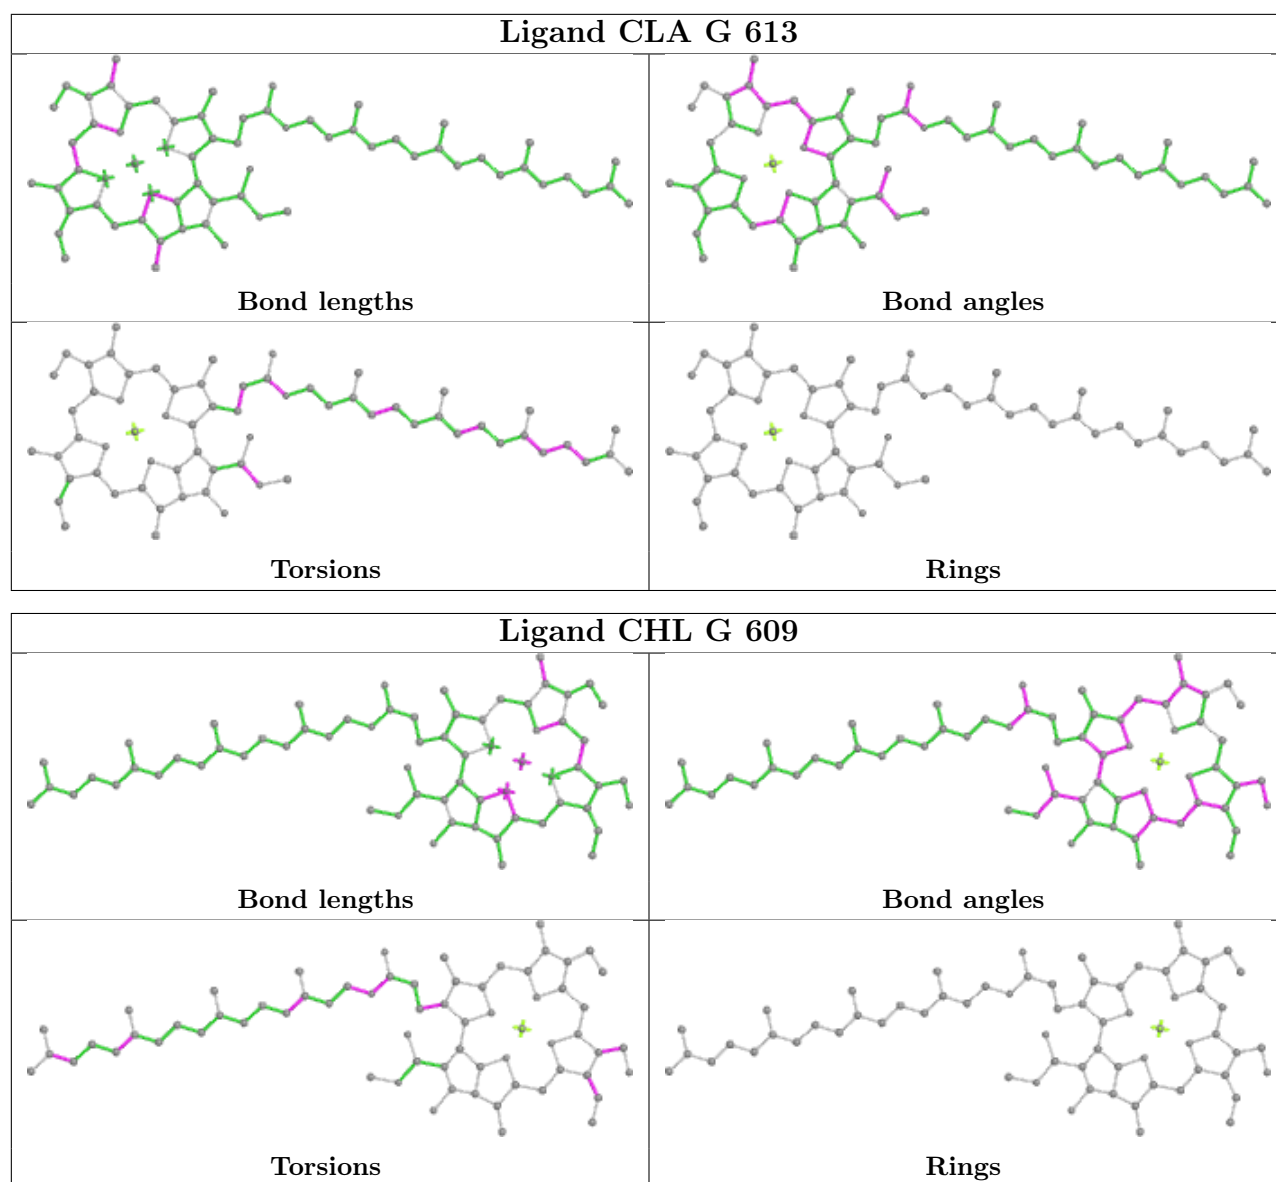 Ligand CLA G 613
Bond lengths
Bond angles
Torsions
Rings
Ligand CHL G 609
Bond lengths
Bond angles
Torsions
Rings